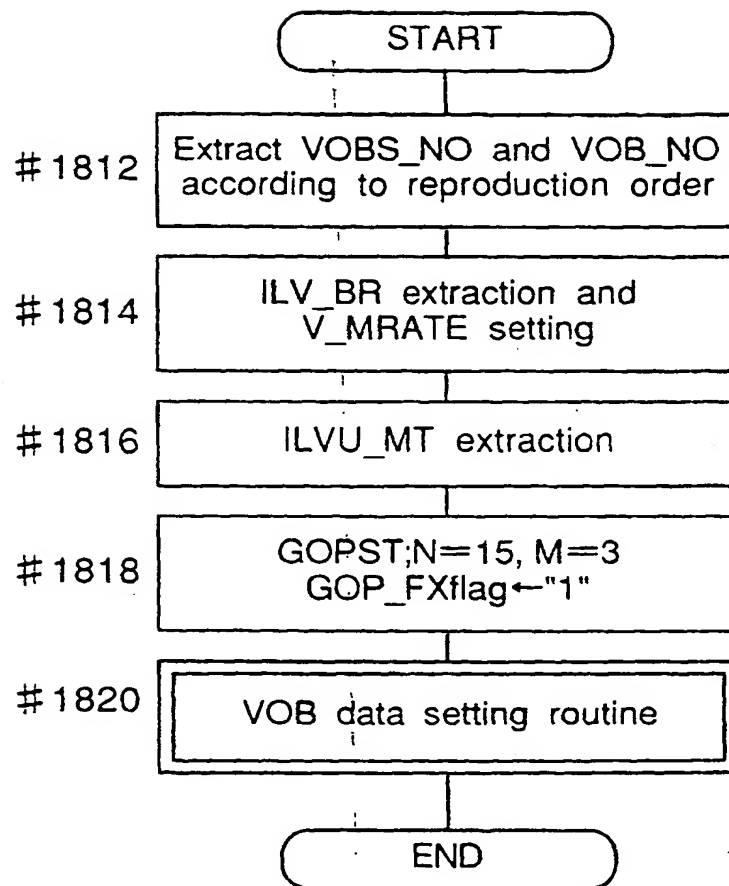 START
#1812
Extract VOBS_NO and VOB_NO
according to reproduction order
#1814
ILV_BR extraction and
V_MRATE setting
#1816
ILVU_MT extraction
#1818
GOPST;N=15, M=3
GOP_FXflag←"1"
#1820
VOB data setting routine
END